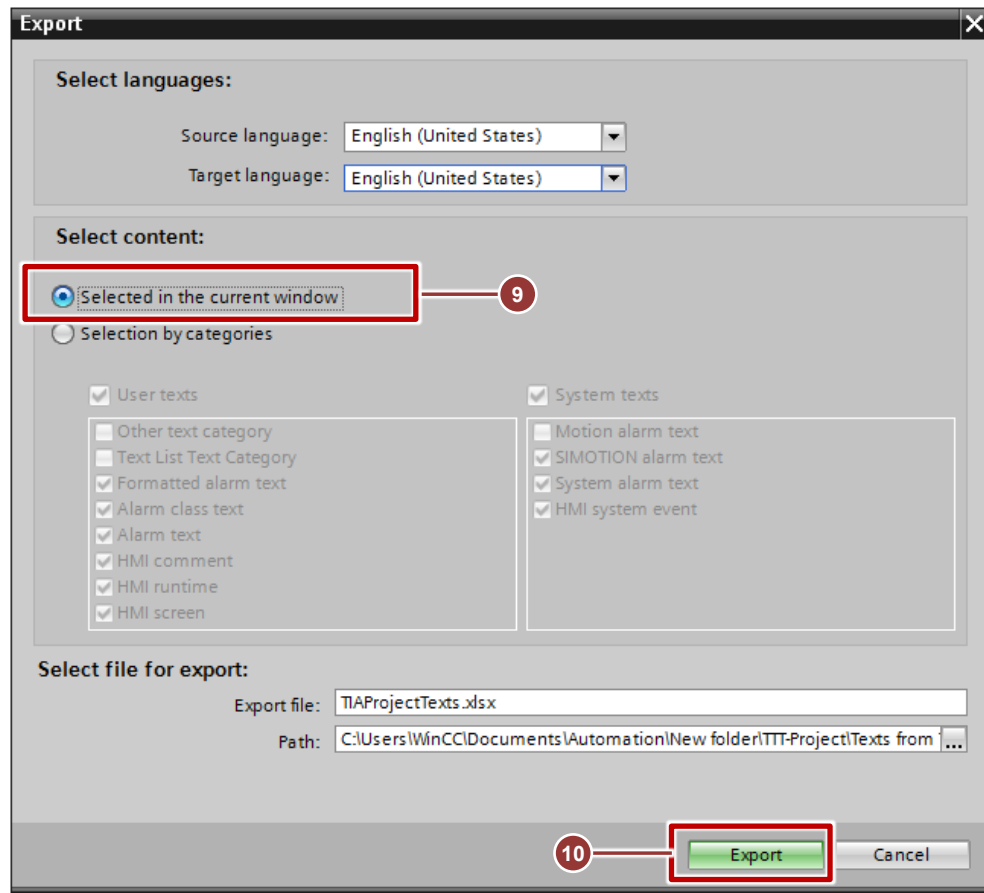 Export
Select languages:
Source language: English (United States)
Target language: English (United States)
Select content:
Selected in the current window
9
Selection by categories
User texts
System texts
Other text category
Text List Text Category
Formatted alarm text
Alarm class text
Alarm text
HMI comment
HMI runtime
HMI screen
Motion alarm text
SIMOTION alarm text
System alarm text
HMI system event
Select file for export:
Export file: TIAProjectTexts.xlsx
Path: C:\Users\WinCC\Documents\Automation\New folder\TTT-Project\Texts from ...
10
Export
Cancel